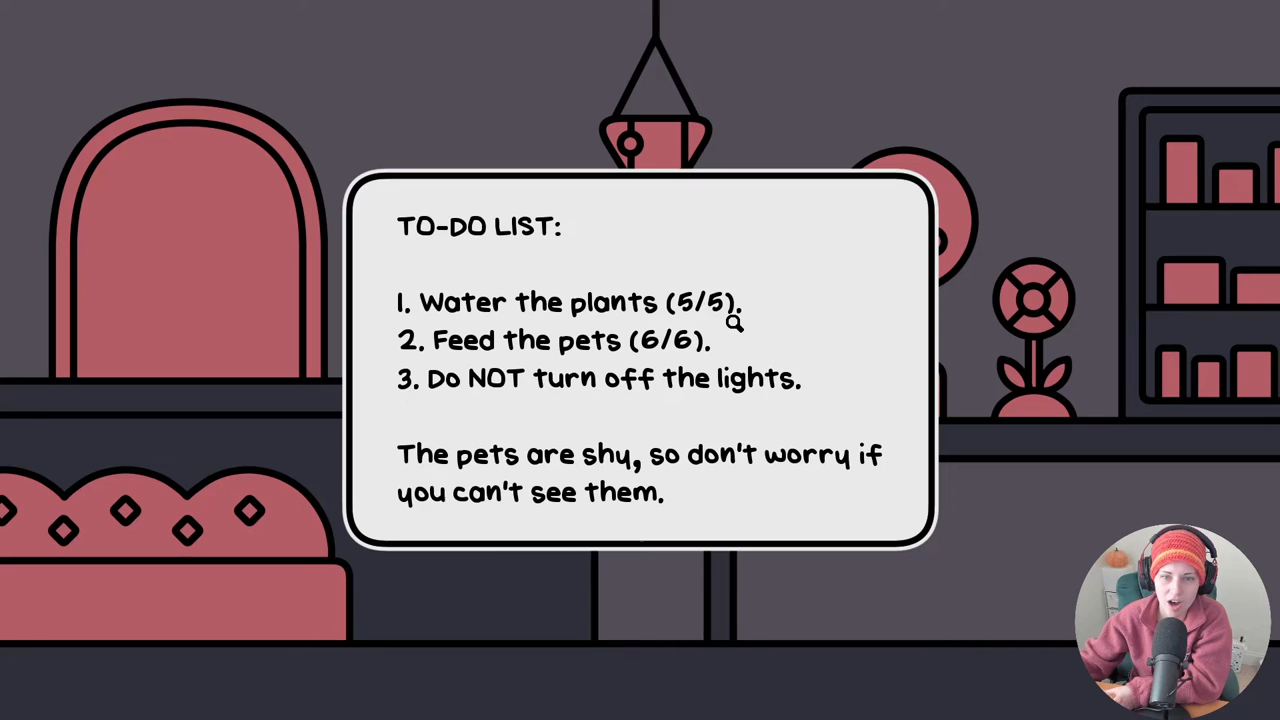 TO-DO LIST:
1. Water the plants (5/5).
2. Feed the pets (6/6).
3. Do NOT turn off the lights.
The pets are shy, so don't worry if
you can't see them.